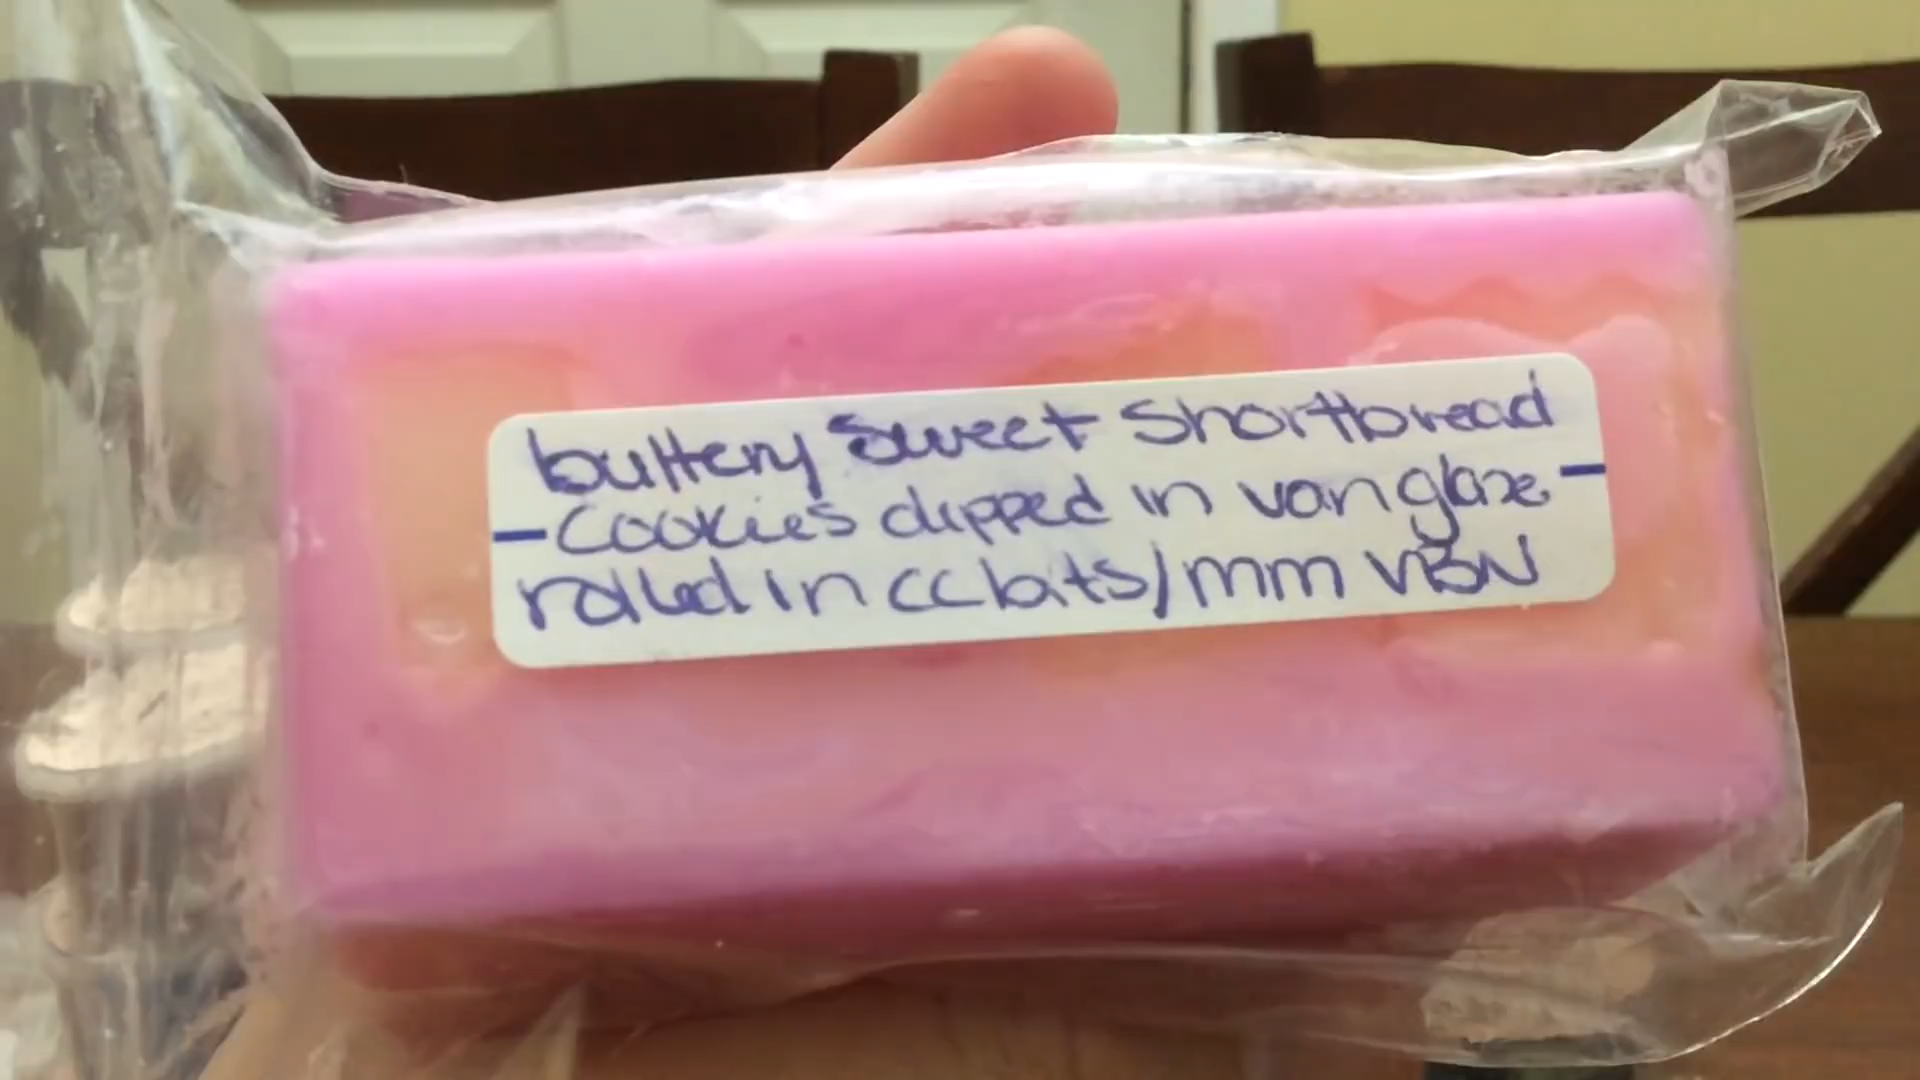 buttery sweet shortbread
cookies dipped in van glaze
rolled in cc bits/mm VBN